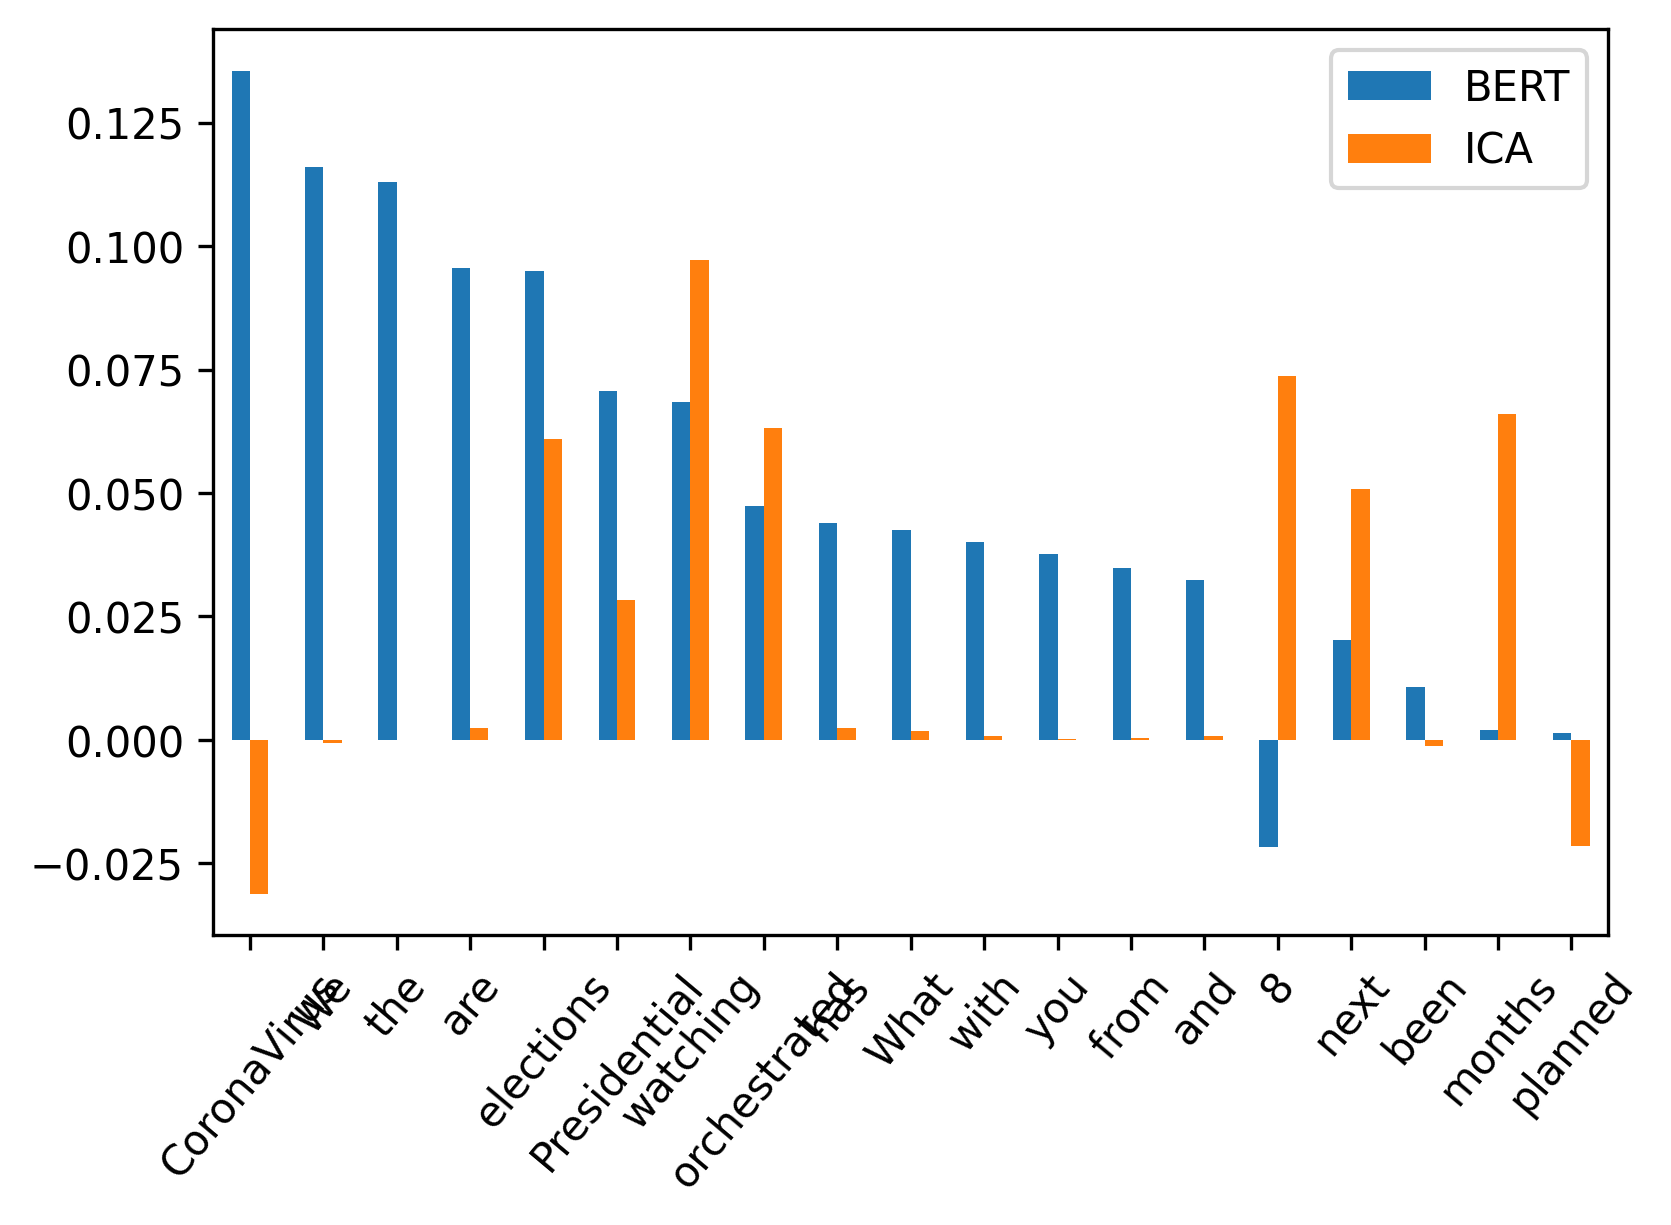 BERT
ICA
0.125
0.100
0.075
0.050
0.025
0.000
−0.025
CoronaVirus
We
the
are
elections
Presidential
watching
orchestrated
has
What
with
you
from
and
8
next
been
months
planned